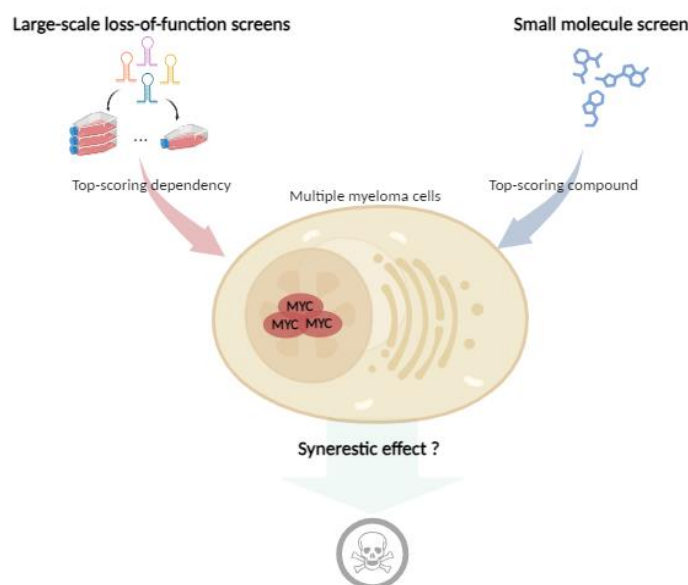 Large-scale loss-of-function screens
Small molecule screen
...
Top-scoring dependency
Top-scoring compound
Multiple myeloma cells
MYC
MYC MYC
Synerestic effect ?